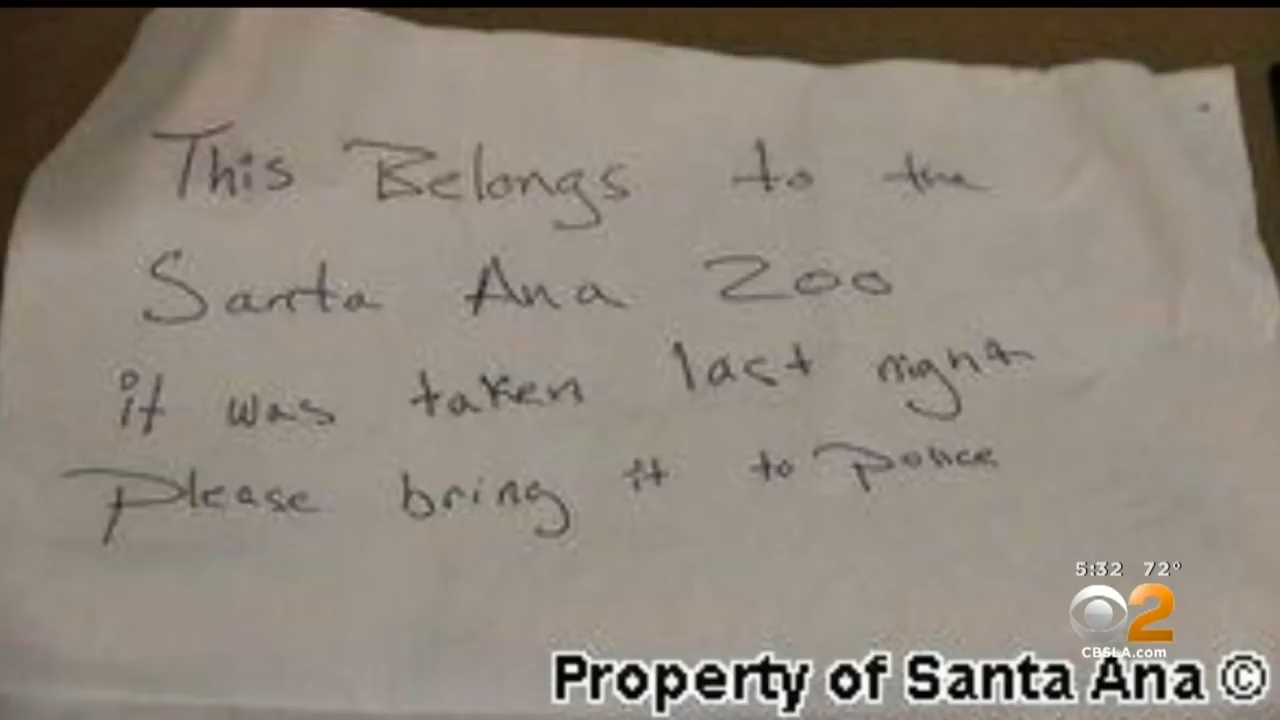 This Belongs to the
Santa Ana Zoo
it was taken last night
Please bring it to police
5:32 72°
2
CBSLA.com
Property of Santa Ana ©